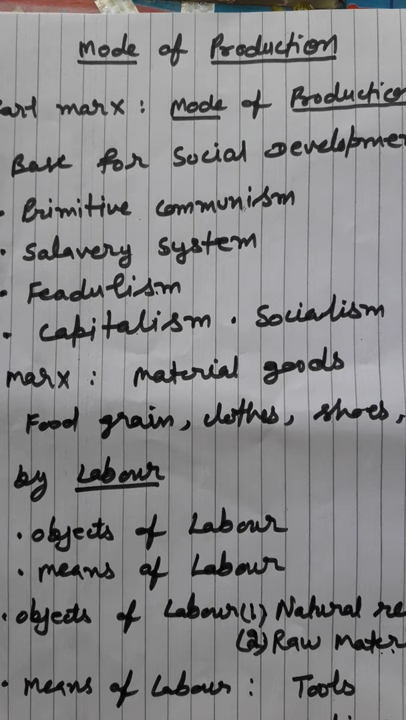 Mode of Production
art marx : Mode of Productio
Base for Social Developmen
• Primitive communism
• Salavery System
• Feadulism
• Capitalism . Socialism
marx : material goods
Food grain, clothes, shoes,
by Labour
• objects of Labour
• means of Labour
• objects of Labour(1) Natural re
(2) Raw Mater
• Means of Labour : Tools